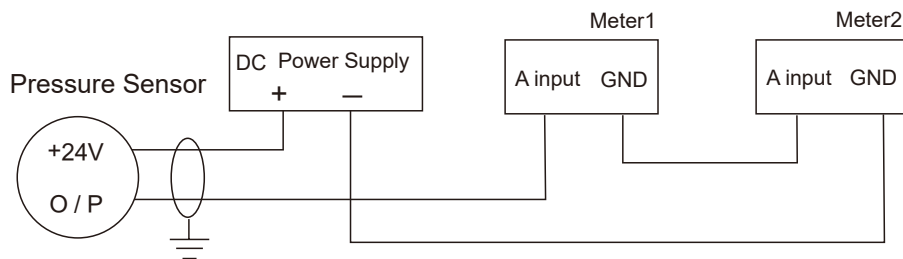 Meter1
Meter2
DC Power Supply
+ —
A input GND
A input GND
Pressure Sensor
+24V
O / P